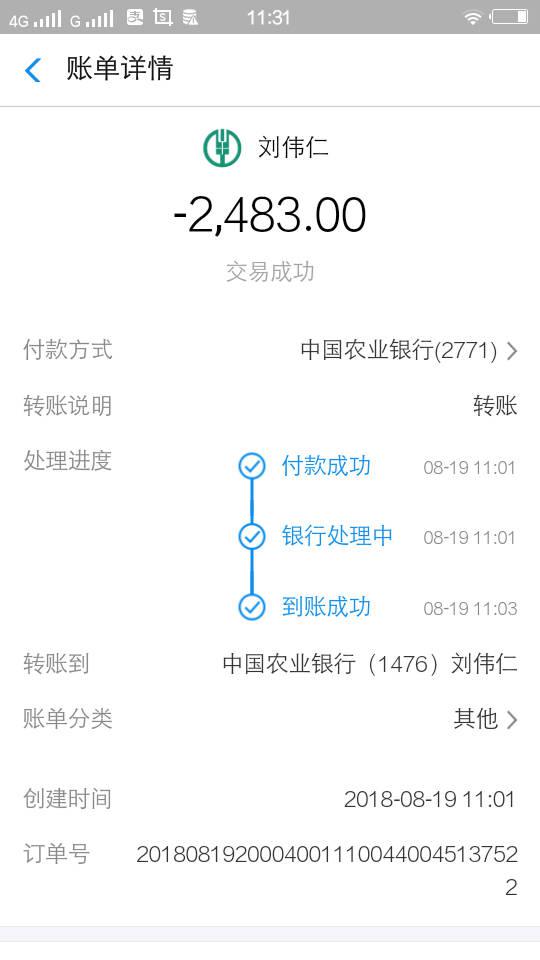 4G G 支 S 11:31
账单详情
刘伟仁
-2,483.00
交易成功
付款方式 中国农业银行(2771)
转账说明 转账
处理进度 付款成功 08-19 11:01
银行处理中 08-19 11:01
到账成功 08-19 11:03
转账到 中国农业银行（1476）刘伟仁
账单分类 其他
创建时间 2018-08-19 11:01
订单号 2018081920004001110044004513752
2